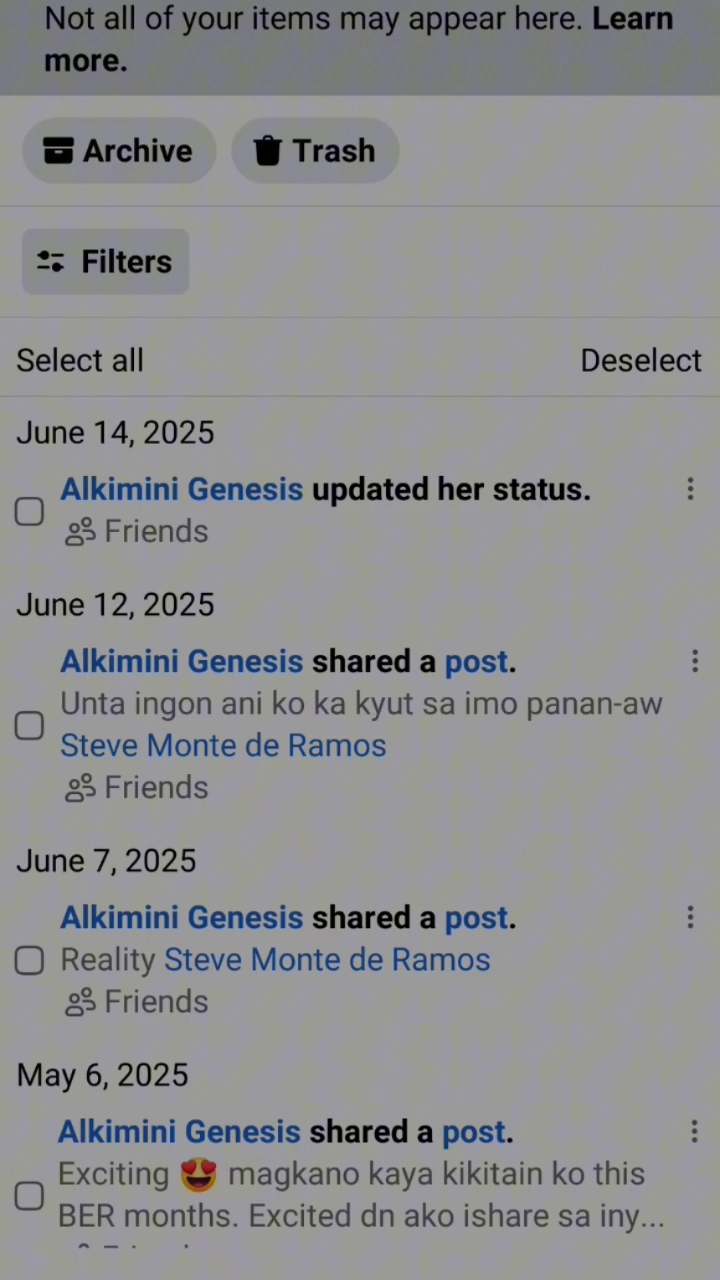 Not all of your items may appear here. Learn
more.
Archive
Trash
Filters
Select all
Deselect
June 14, 2025
Alkimini Genesis updated her status.
Friends
June 12, 2025
Alkimini Genesis shared a post.
Unta ingon ani ko ka kyut sa imo panan-aw
Steve Monte de Ramos
Friends
June 7, 2025
Alkimini Genesis shared a post.
Reality Steve Monte de Ramos
Friends
May 6, 2025
Alkimini Genesis shared a post.
Exciting 😍 magkano kaya kikitain ko this
BER months. Excited dn ako ishare sa iny...